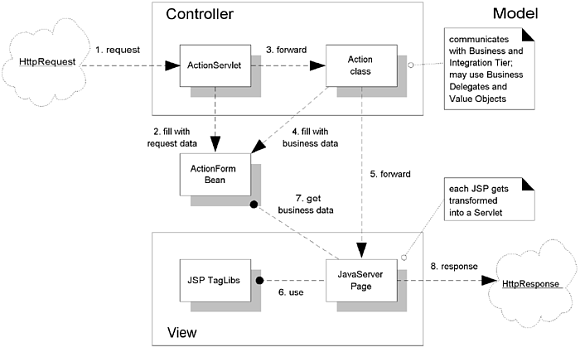 Controller
Model
1. request
HttpRequest
ActionServlet
3. forward
Action
class
communicates
with Business and
Integration Tier;
may use Business
Delegates and
Value Objects
2. fill with
request data
4. fill with
business data
ActionForm
Bean
5. forward
7. get
business data
each JSP gets
transformed
into a Servlet
JSP TagLibs
6. use
JavaServer
Page
8. response
HttpResponse
View